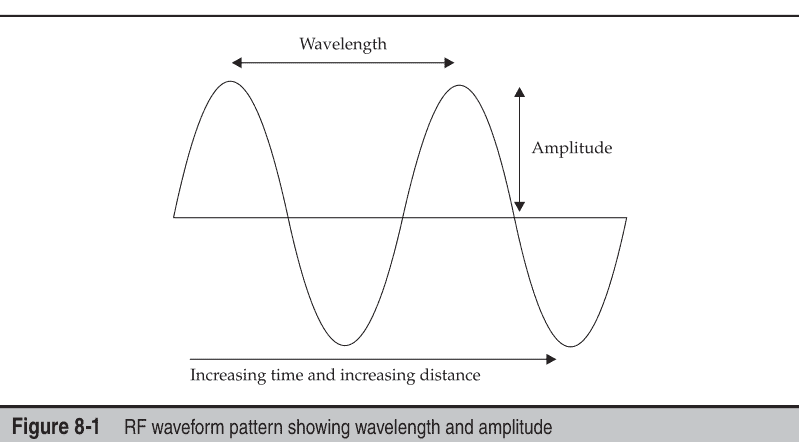 Wavelength
Amplitude
Increasing time and increasing distance
Figure 8-1 RF waveform pattern showing wavelength and amplitude